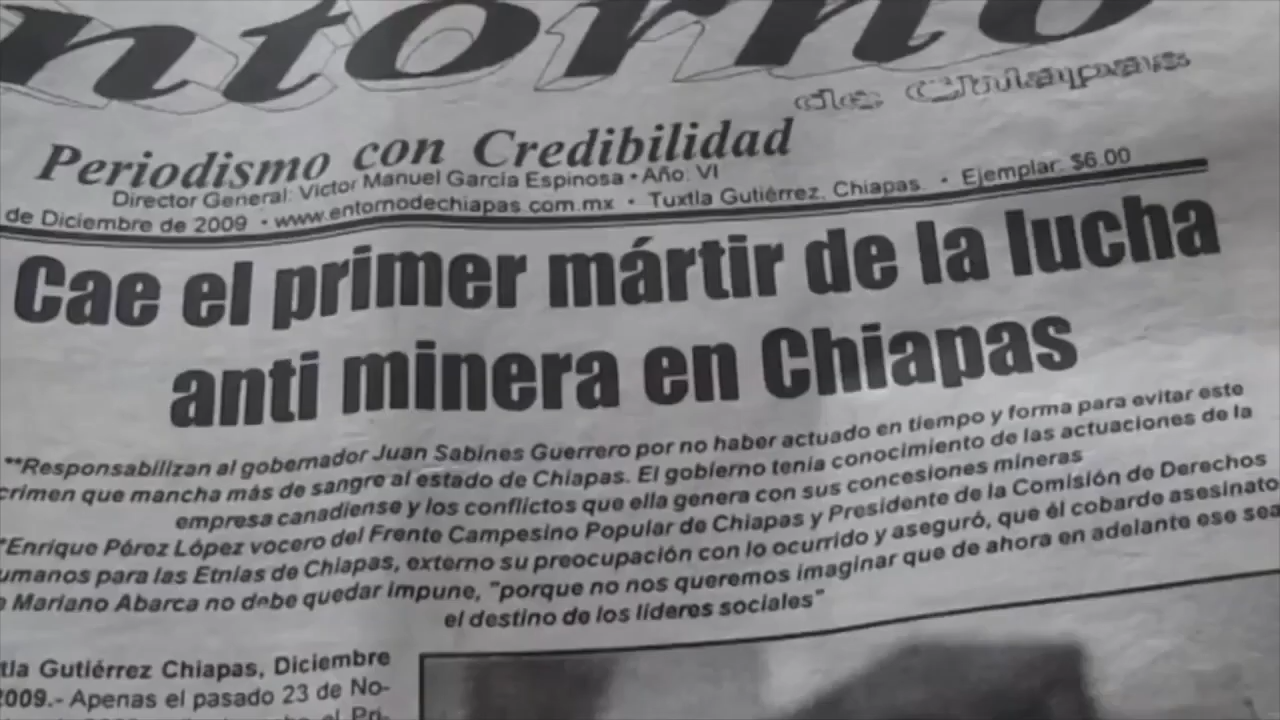 ntorno
de Chiapas
Periodismo con Credibilidad
Director General: Victor Manuel García Espinosa • Año: VI
de Diciembre de 2009 • www.entornodechiapas.com.mx • Tuxtla Gutiérrez, Chiapas. • Ejemplar: $6.00
Cae el primer mártir de la lucha
anti minera en Chiapas
**Responsabilizan al gobernador Juan Sabines Guerrero por no haber actuado en tiempo y forma para evitar este
crimen que mancha más de sangre al estado de Chiapas. El gobierno tenia conocimiento de las actuaciones de la
empresa canadiense y los conflictos que ella genera con sus concesiones mineras
*Enrique Pérez López vocero del Frente Campesino Popular de Chiapas y Presidente de la Comisión de Derechos
umanos para las Etnias de Chiapas, externo su preocupación con lo ocurrido y aseguró, que él cobarde asesinato
e Mariano Abarca no debe quedar impune, "porque no nos queremos imaginar que de ahora en adelante ese sea
el destino de los lideres sociales"
tla Gutiérrez Chiapas, Diciembre
2009.- Apenas el pasado 23 de No-